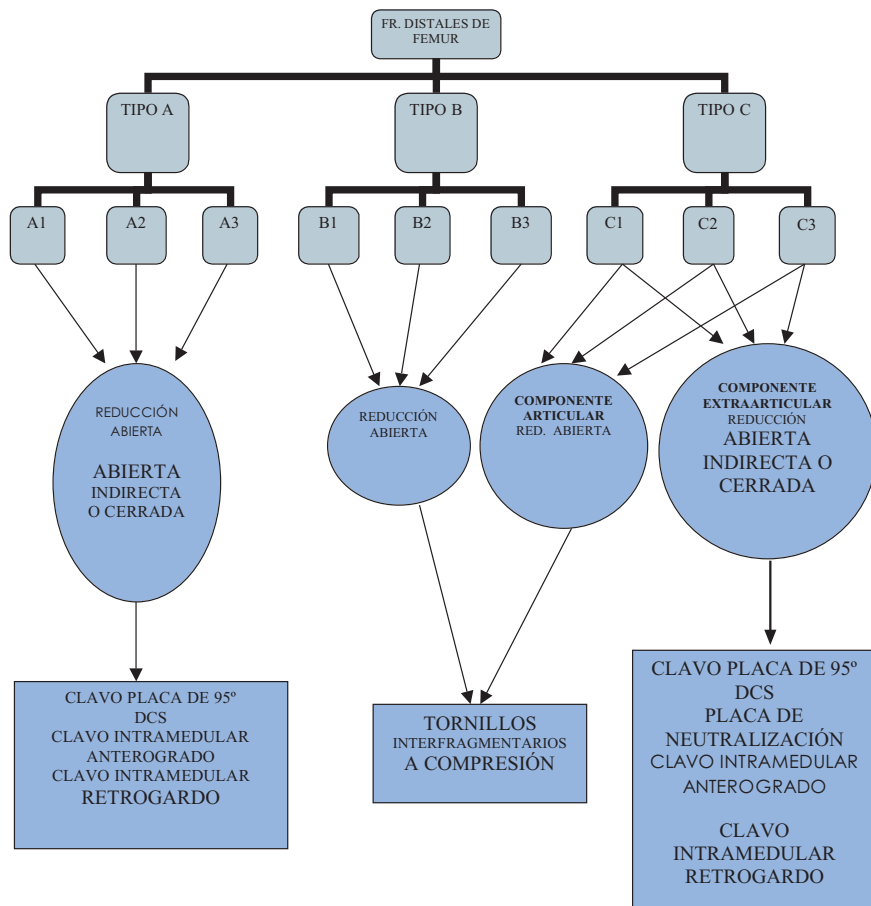 FR. DISTALES DE
FEMUR
TIPO A
TIPO B
TIPO C
A1
A2
A3
B1
B2
B3
C1
C2
C3
REDUCCIÓN
ABIERTA
ABIERTA
INDIRECTA
O CERRADA
REDUCCIÓN
ABIERTA
COMPONENTE
ARTICULAR
RED. ABIERTA
COMPONENTE
EXTRAARTICULAR
REDUCCIÓN
ABIERTA
INDIRECTA O
CERRADA
CLAVO PLACA DE 95º
DCS
CLAVO INTRAMEDULAR
ANTEROGRADO
CLAVO INTRAMEDULAR
RETROGARDO
TORNILLOS
INTERFRAGMENTARIOS
A COMPRESIÓN
CLAVO PLACA DE 95º
DCS
PLACA DE
NEUTRALIZACIÓN
CLAVO INTRAMEDULAR
ANTEROGRADO
CLAVO
INTRAMEDULAR
RETROGARDO